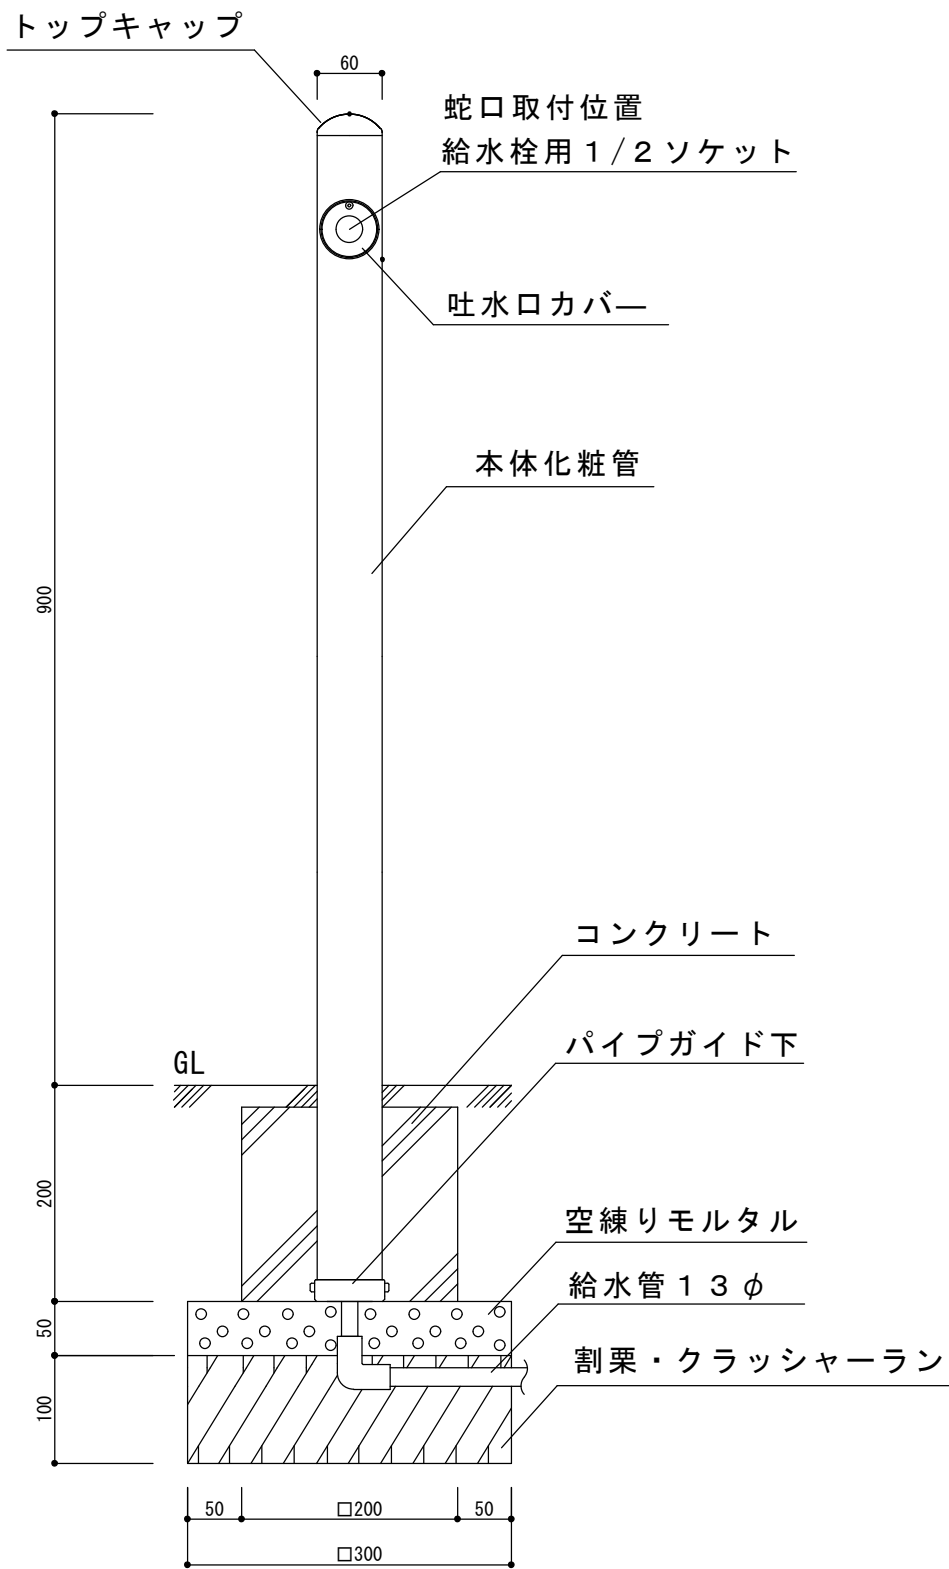 トップキャップ
60
蛇口取付位置
給水栓用１/２ソケット
吐水口カバ―
本体化粧管
900
コンクリート
パイプガイド下
GL
200
空練りモルタル
給水管１３φ
50
割栗・クラッシャーラン
100
50
□200
50
□300